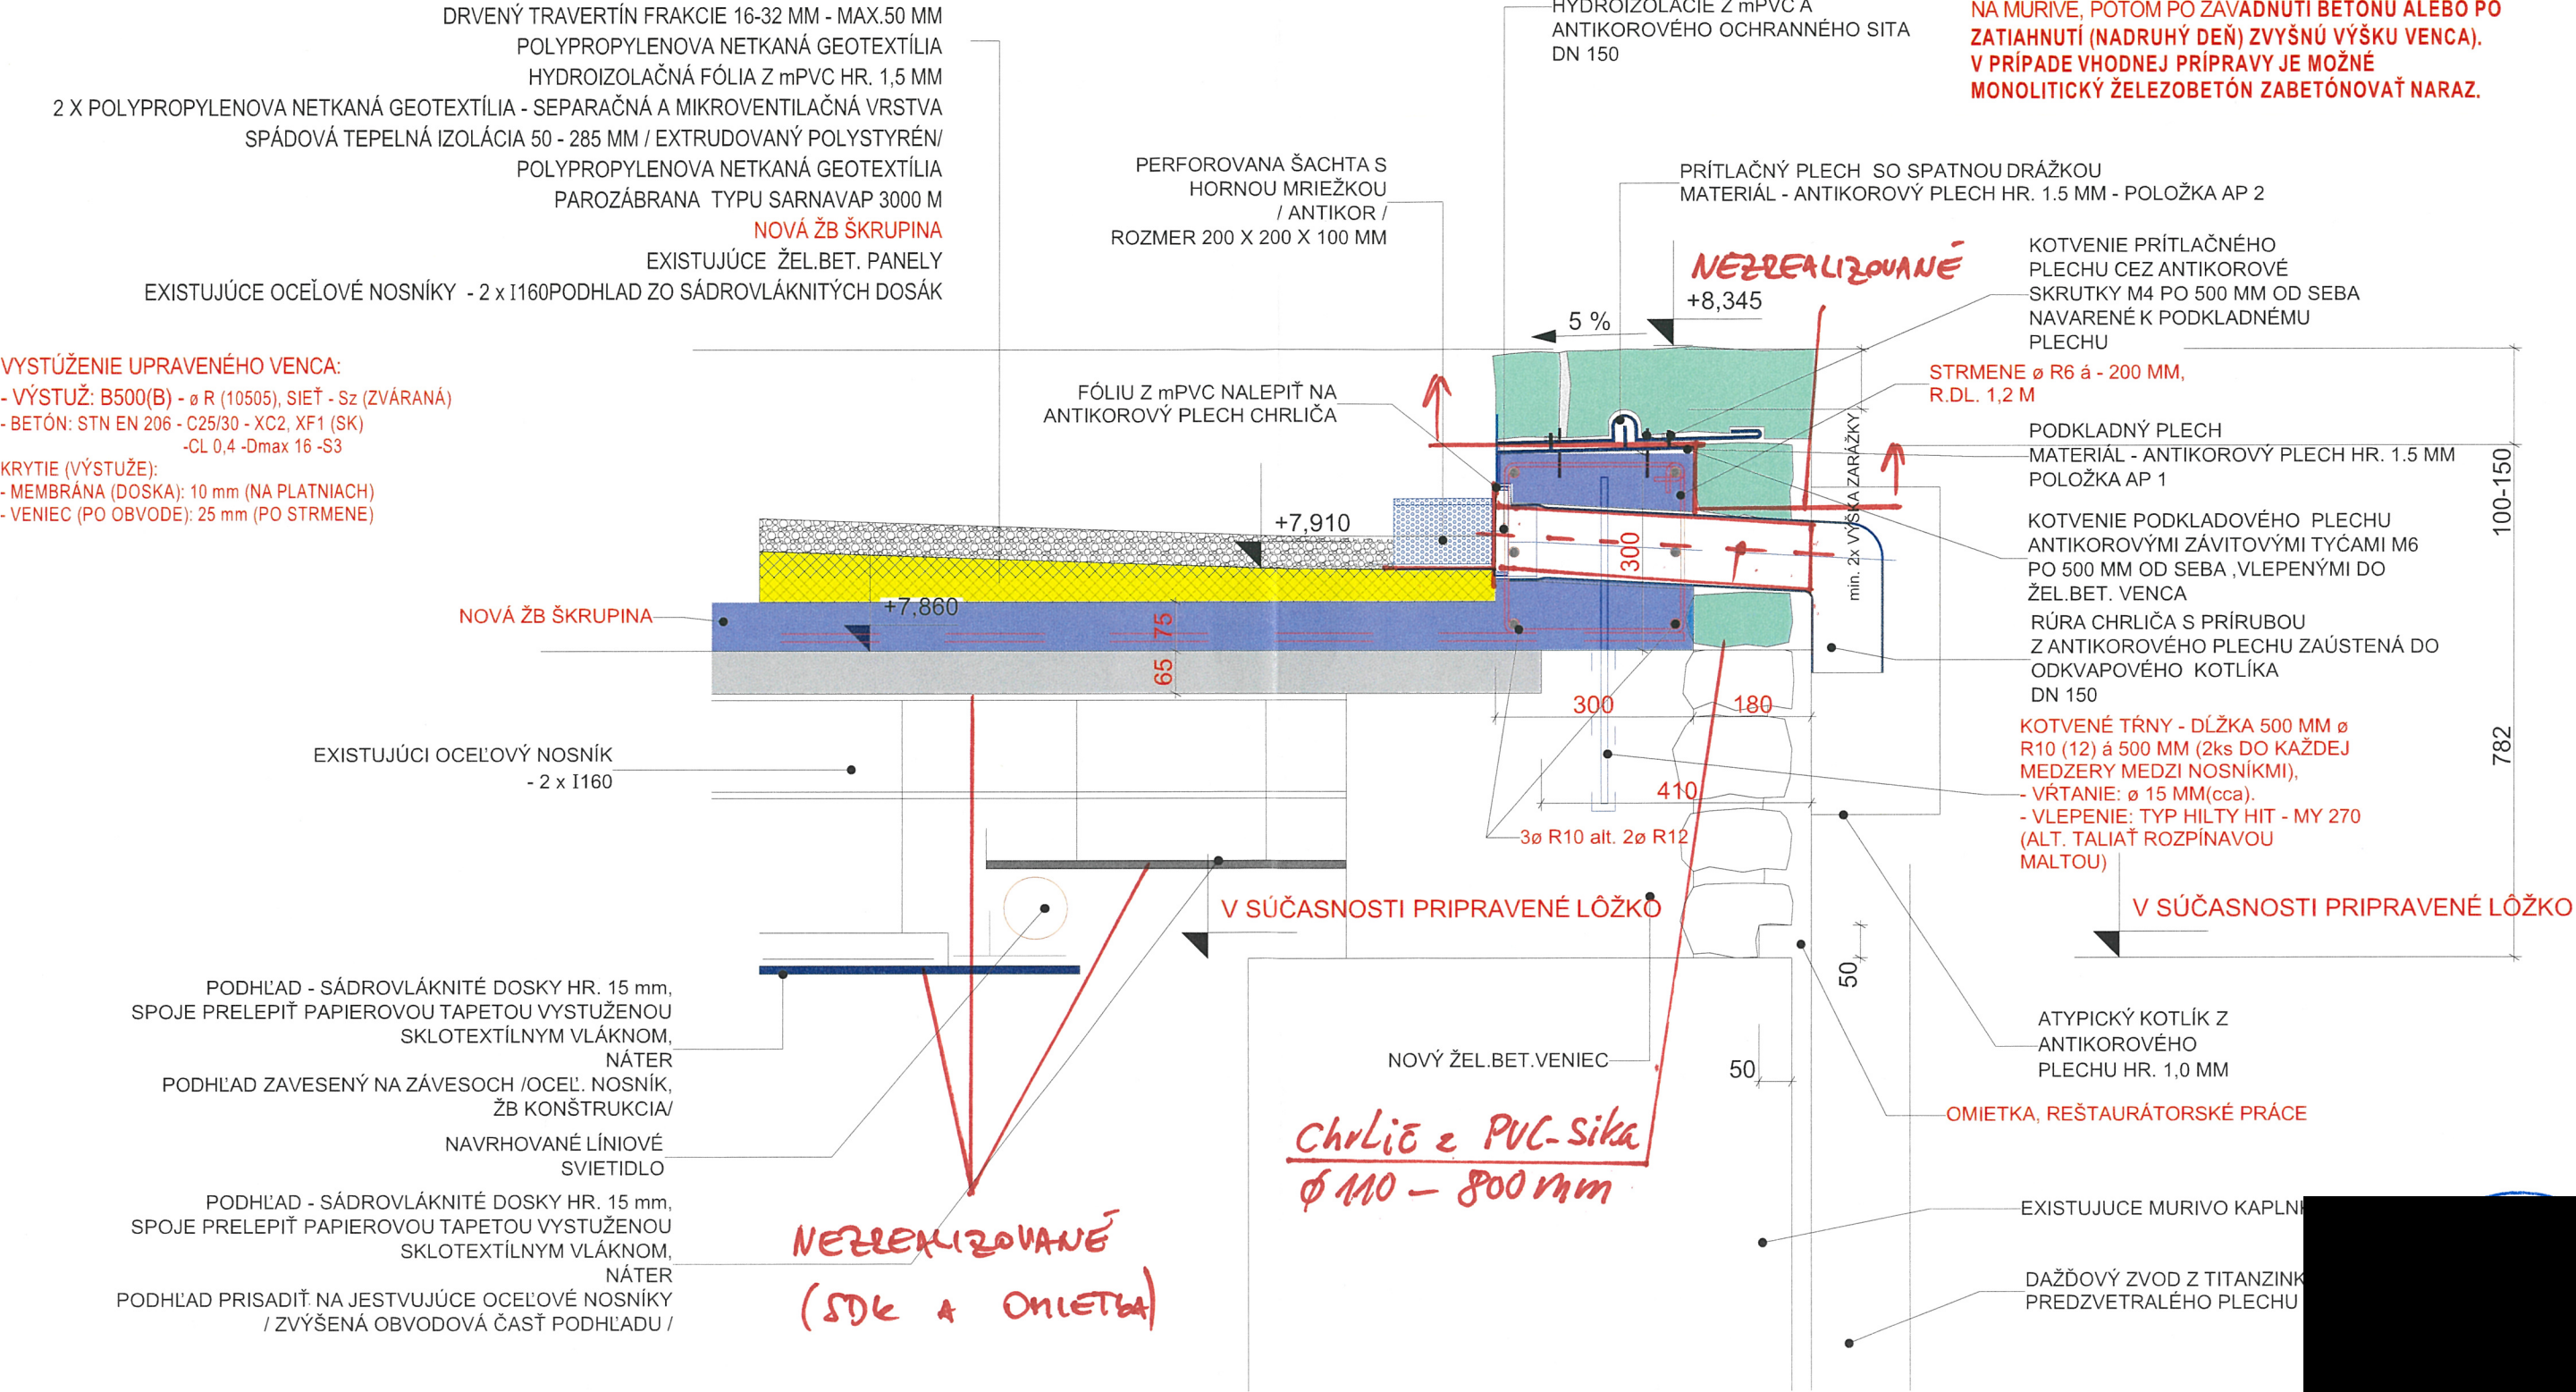 DRVENÝ TRAVERTÍN FRAKCIE 16-32 MM - MAX.50 MM
POLYPROPYLENOVA NETKANÁ GEOTEXTÍLIA
HYDROIZOLAČNÁ FÓLIA Z mPVC HR. 1,5 MM
2 X POLYPROPYLENOVA NETKANÁ GEOTEXTÍLIA - SEPARAČNÁ A MIKROVENTILAČNÁ VRSTVA
SPÁDOVÁ TEPELNÁ IZOLÁCIA 50 - 285 MM / EXTRUDOVANÝ POLYSTYRÉN/
POLYPROPYLENOVA NETKANÁ GEOTEXTÍLIA
PAROZÁBRANA TYPU SARNAVAP 3000 M
NOVÁ ŽB ŠKRUPINA
EXISTUJÚCE ŽEL.BET. PANELY
EXISTUJÚCE OCEĽOVÉ NOSNÍKY - 2 x I160PODHLAD ZO SÁDROVLÁKNITÝCH DOSÁK
VYSTÚŽENIE UPRAVENÉHO VENCA:
- VÝSTUŽ: B500(B) - ø R (10505), SIEŤ - Sz (ZVÁRANÁ)
- BETÓN: STN EN 206 - C25/30 - XC2, XF1 (SK)
-CL 0,4 -Dmax 16 -S3
KRYTIE (VÝSTUŽE):
- MEMBRÁNA (DOSKA): 10 mm (NA PLATNIACH)
- VENIEC (PO OBVODE): 25 mm (PO STRMENE)
HYDROIZOLÁCIE Z mPVC A
ANTIKOROVÉHO OCHRANNÉHO SITA
DN 150
NA MURIVE, POTOM PO ZAVADNUTÍ BETÓNU ALEBO PO
ZATIAHNUTÍ (NADRUHÝ DEŇ) ZVYŠNÚ VÝŠKU VENCA).
V PRÍPADE VHODNEJ PRÍPRAVY JE MOŽNÉ
MONOLITICKÝ ŽELEZOBETÓN ZABETÓNOVAŤ NARAZ.
PERFOROVANA ŠACHTA S
HORNOU MRIEŽKOU
/ ANTIKOR /
ROZMER 200 X 200 X 100 MM
PRÍTLAČNÝ PLECH SO SPATNOU DRÁŽKOU
MATERIÁL - ANTIKOROVÝ PLECH HR. 1.5 MM - POLOŽKA AP 2
NEZREALIZOVANÉ
+8,345
5 %
KOTVENIE PRÍTLAČNÉHO
PLECHU CEZ ANTIKOROVÉ
SKRUTKY M4 PO 500 MM OD SEBA
NAVARENÉ K PODKLADNÉMU
PLECHU
STRMENE ø R6 á - 200 MM,
R.DL. 1,2 M
FÓLIU Z mPVC NALEPIŤ NA
ANTIKOROVÝ PLECH CHRLIČA
PODKLADNÝ PLECH
MATERIÁL - ANTIKOROVÝ PLECH HR. 1.5 MM
POLOŽKA AP 1
min. 2x VÝŠKA ZARÁŽKY
100-150
KOTVENIE PODKLADOVÉHO PLECHU
ANTIKOROVÝMI ZÁVITOVÝMI TYČAMI M6
PO 500 MM OD SEBA ,VLEPENÝMI DO
ŽEL.BET. VENCA
+7,910
300
+7,860
NOVÁ ŽB ŠKRUPINA
75
65
RÚRA CHRLIČA S PRÍRUBOU
Z ANTIKOROVÉHO PLECHU ZAÚSTENÁ DO
ODKVAPOVÉHO KOTLÍKA
DN 150
300
180
KOTVENÉ TŔNY - DĹŽKA 500 MM ø
R10 (12) á 500 MM (2ks DO KAŽDEJ
MEDZERY MEDZI NOSNÍKMI),
- VŔTANIE: ø 15 MM(cca).
- VLEPENIE: TYP HILTY HIT - MY 270
(ALT. TALIAŤ ROZPÍNAVOU
MALTOU)
782
EXISTUJÚCI OCEĽOVÝ NOSNÍK
- 2 x I160
410
3ø R10 alt. 2ø R12
V SÚČASNOSTI PRIPRAVENÉ LÔŽKO
V SÚČASNOSTI PRIPRAVENÉ LÔŽKO
50
PODHĽAD - SÁDROVLÁKNITÉ DOSKY HR. 15 mm,
SPOJE PRELEPIŤ PAPIEROVOU TAPETOU VYSTUŽENOU
SKLOTEXTÍLNYM VLÁKNOM,
NÁTER
PODHĽAD ZAVESENÝ NA ZÁVESOCH /OCEĽ. NOSNÍK,
ŽB KONŠTRUKCIA/
NAVRHOVANÉ LÍNIOVÉ
SVIETIDLO
NOVÝ ŽEL.BET.VENIEC
50
ATYPICKÝ KOTLÍK Z
ANTIKOROVÉHO
PLECHU HR. 1,0 MM
OMIETKA, REŠTAURÁTORSKÉ PRÁCE
Chrlič z PVC-Sika
ø 110 - 800 mm
PODHĽAD - SÁDROVLÁKNITÉ DOSKY HR. 15 mm,
SPOJE PRELEPIŤ PAPIEROVOU TAPETOU VYSTUŽENOU
SKLOTEXTÍLNYM VLÁKNOM,
NÁTER
PODHĽAD PRISADIŤ NA JESTVUJÚCE OCEĽOVÉ NOSNÍKY
/ ZVÝŠENÁ OBVODOVÁ ČASŤ PODHĽADU /
NEZREALIZOVANÉ
(SDK A OMIETKA)
EXISTUJUCE MURIVO KAPLNK
DAŽĎOVÝ ZVOD Z TITANZINK
PREDZVETRALÉHO PLECHU